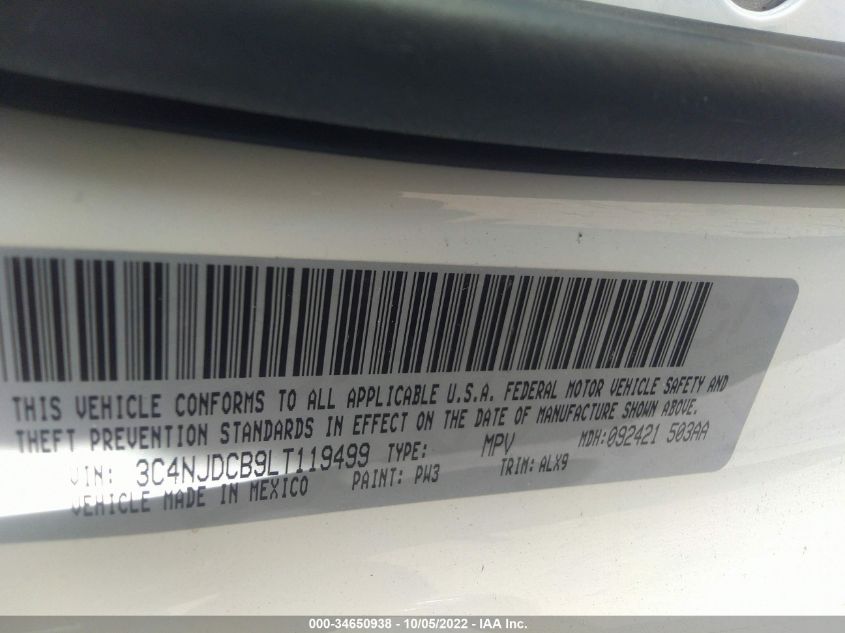 THIS VEHICLE CONFORMS TO ALL APPLICABLE U.S.A. FEDERAL MOTOR VEHICLE SAFETY AND
THEFT PREVENTION STANDARDS IN EFFECT ON THE DATE OF MANUFACTURE SHOWN ABOVE.
VIN: 3C4NJDCB9LT119499 TYPE: MPV MDH:092421 503AA
VEHICLE MADE IN MEXICO PAINT: PW3 TRIM:ALX9
000-34650938 - 10/05/2022 - IAA Inc.